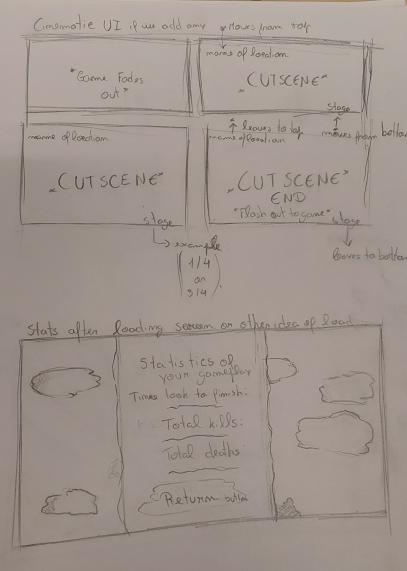 Cinematic UI if we add any
moves from top
"Game Fades
out"
name of location
"CUTSCENE"
stage
moves from bottom
name of location
"CUTSCENE"
stage
example
1/4
or
3/4
leaves to top
name of location
"CUTSCENE"
END
"Flash out to game"
stage
leaves to bottom
Stats after loading screen or other idea of load
Statistics of
your gameplay
Times took to finish:
Total kills:
Total deaths:
Return button